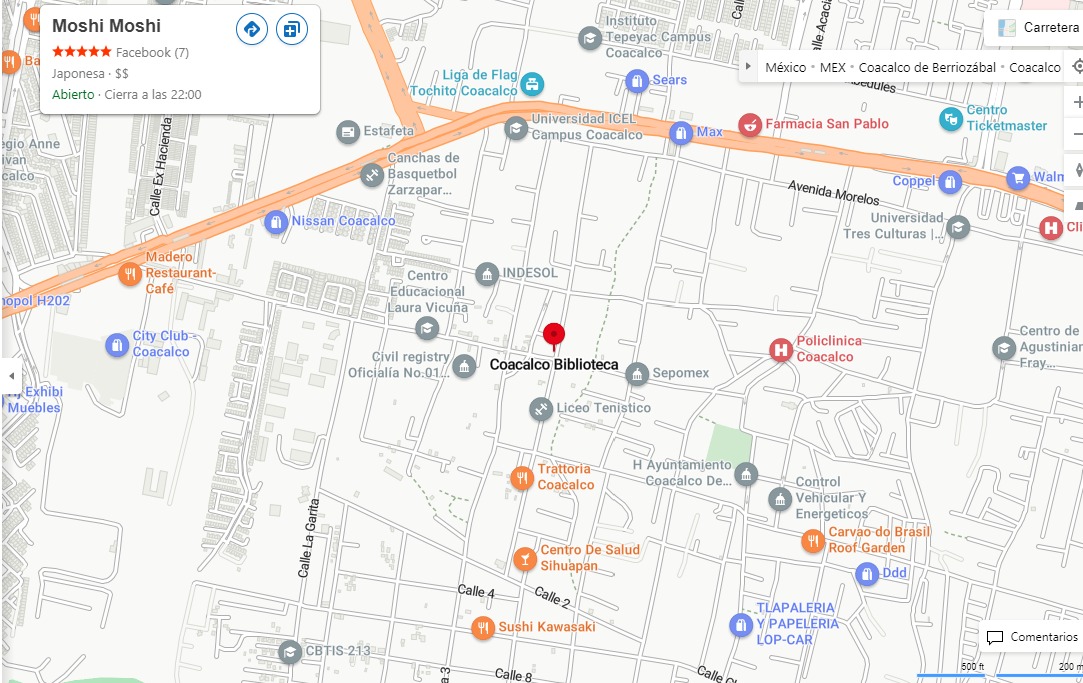 Moshi Moshi
Facebook (7)
Japonesa · $$
Abierto · Cierra a las 22:00
Instituto
Tepeyac Campus
Coacalco
Carretera
México · MEX · Coacalco de Berriozábal · Coacalco
Liga de Flag
Tochito Coacalco
Sears
Universidad ICEL
Campus Coacalco
Estafeta
Max
Farmacia San Pablo
Centro
Ticketmaster
Calle Ex Hacienda
Canchas de
Basquetbol
Zarzapar...
Coppel
Walm
Avenida Morelos
Nissan Coacalco
Universidad
Tres Culturas |...
Cli
Madero
Restaurant-
Café
Centro
Educacional
Laura Vicuña
INDESOL
nopol H202
City Club -
Coacalco
Civil registry
Oficialía No.01...
Coacalco Biblioteca
Sepomex
Policlinica
Coacalco
Centro de
Agustinian
Fray...
Exhibi
Muebles
Liceo Tenistico
Trattoria
Coacalco
H Ayuntamiento
Coacalco De...
Control
Vehicular Y
Energeticos
Calle La Garita
Carvao do Brasil
Roof Garden
Centro De Salud
Sihuapan
Ddd
Calle 4
Calle 2
TLAPALERIA
Y PAPELERIA
LOP-CAR
Sushi Kawasaki
CBTIS 213
Calle 8
Comentarios
500 ft
200 m